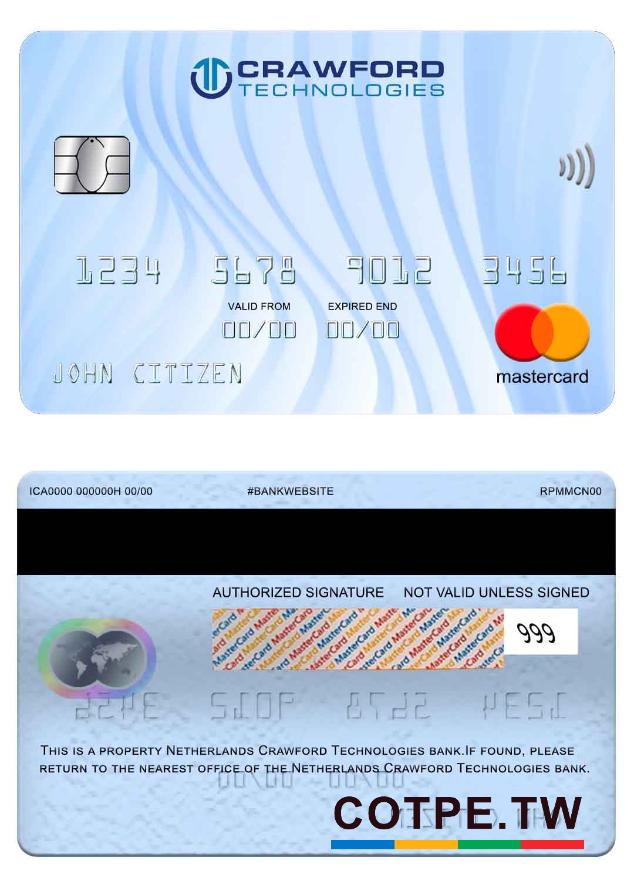 CRAWFORD
TECHNOLOGIES
1234 5678 9012 3456
VALID FROM EXPIRED END
00/00 00/00
JOHN CITIZEN
mastercard
ICA0000 000000H 00/00 #BANKWEBSITE RPMMCN00
AUTHORIZED SIGNATURE NOT VALID UNLESS SIGNED
MasterCard
999
THIS IS A PROPERTY NETHERLANDS CRAWFORD TECHNOLOGIES BANK.IF FOUND, PLEASE
RETURN TO THE NEAREST OFFICE OF THE NETHERLANDS CRAWFORD TECHNOLOGIES BANK.
COTPE.TW